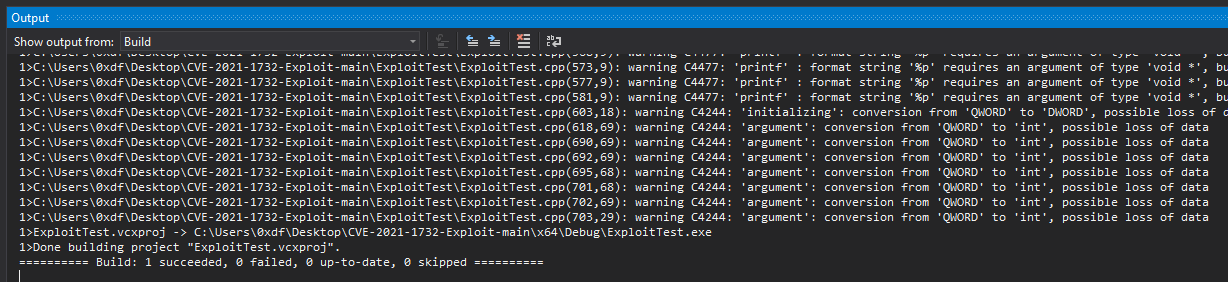 Output
Show output from: Build
1>C:\Users\0xdf\Desktop\CVE-2021-1732-Exploit-main\ExploitTest\ExploitTest.cpp(573,9): warning C4477: 'printf' : format string '%p' requires an argument of type 'void *', bu
1>C:\Users\0xdf\Desktop\CVE-2021-1732-Exploit-main\ExploitTest\ExploitTest.cpp(577,9): warning C4477: 'printf' : format string '%p' requires an argument of type 'void *', bu
1>C:\Users\0xdf\Desktop\CVE-2021-1732-Exploit-main\ExploitTest\ExploitTest.cpp(581,9): warning C4477: 'printf' : format string '%p' requires an argument of type 'void *', bu
1>C:\Users\0xdf\Desktop\CVE-2021-1732-Exploit-main\ExploitTest\ExploitTest.cpp(603,18): warning C4244: 'initializing': conversion from 'QWORD' to 'DWORD', possible loss of d
1>C:\Users\0xdf\Desktop\CVE-2021-1732-Exploit-main\ExploitTest\ExploitTest.cpp(618,69): warning C4244: 'argument': conversion from 'QWORD' to 'int', possible loss of data
1>C:\Users\0xdf\Desktop\CVE-2021-1732-Exploit-main\ExploitTest\ExploitTest.cpp(690,69): warning C4244: 'argument': conversion from 'QWORD' to 'int', possible loss of data
1>C:\Users\0xdf\Desktop\CVE-2021-1732-Exploit-main\ExploitTest\ExploitTest.cpp(692,69): warning C4244: 'argument': conversion from 'QWORD' to 'int', possible loss of data
1>C:\Users\0xdf\Desktop\CVE-2021-1732-Exploit-main\ExploitTest\ExploitTest.cpp(695,68): warning C4244: 'argument': conversion from 'QWORD' to 'int', possible loss of data
1>C:\Users\0xdf\Desktop\CVE-2021-1732-Exploit-main\ExploitTest\ExploitTest.cpp(701,68): warning C4244: 'argument': conversion from 'QWORD' to 'int', possible loss of data
1>C:\Users\0xdf\Desktop\CVE-2021-1732-Exploit-main\ExploitTest\ExploitTest.cpp(702,69): warning C4244: 'argument': conversion from 'QWORD' to 'int', possible loss of data
1>C:\Users\0xdf\Desktop\CVE-2021-1732-Exploit-main\ExploitTest\ExploitTest.cpp(703,29): warning C4244: 'argument': conversion from 'QWORD' to 'int', possible loss of data
1>ExploitTest.vcxproj -> C:\Users\0xdf\Desktop\CVE-2021-1732-Exploit-main\x64\Debug\ExploitTest.exe
1>Done building project "ExploitTest.vcxproj".
========== Build: 1 succeeded, 0 failed, 0 up-to-date, 0 skipped ==========